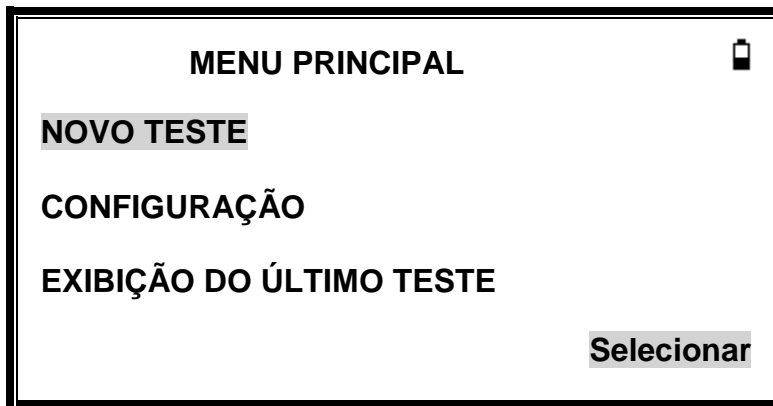 MENU PRINCIPAL
NOVO TESTE
CONFIGURAÇÃO
EXIBIÇÃO DO ÚLTIMO TESTE
Selecionar